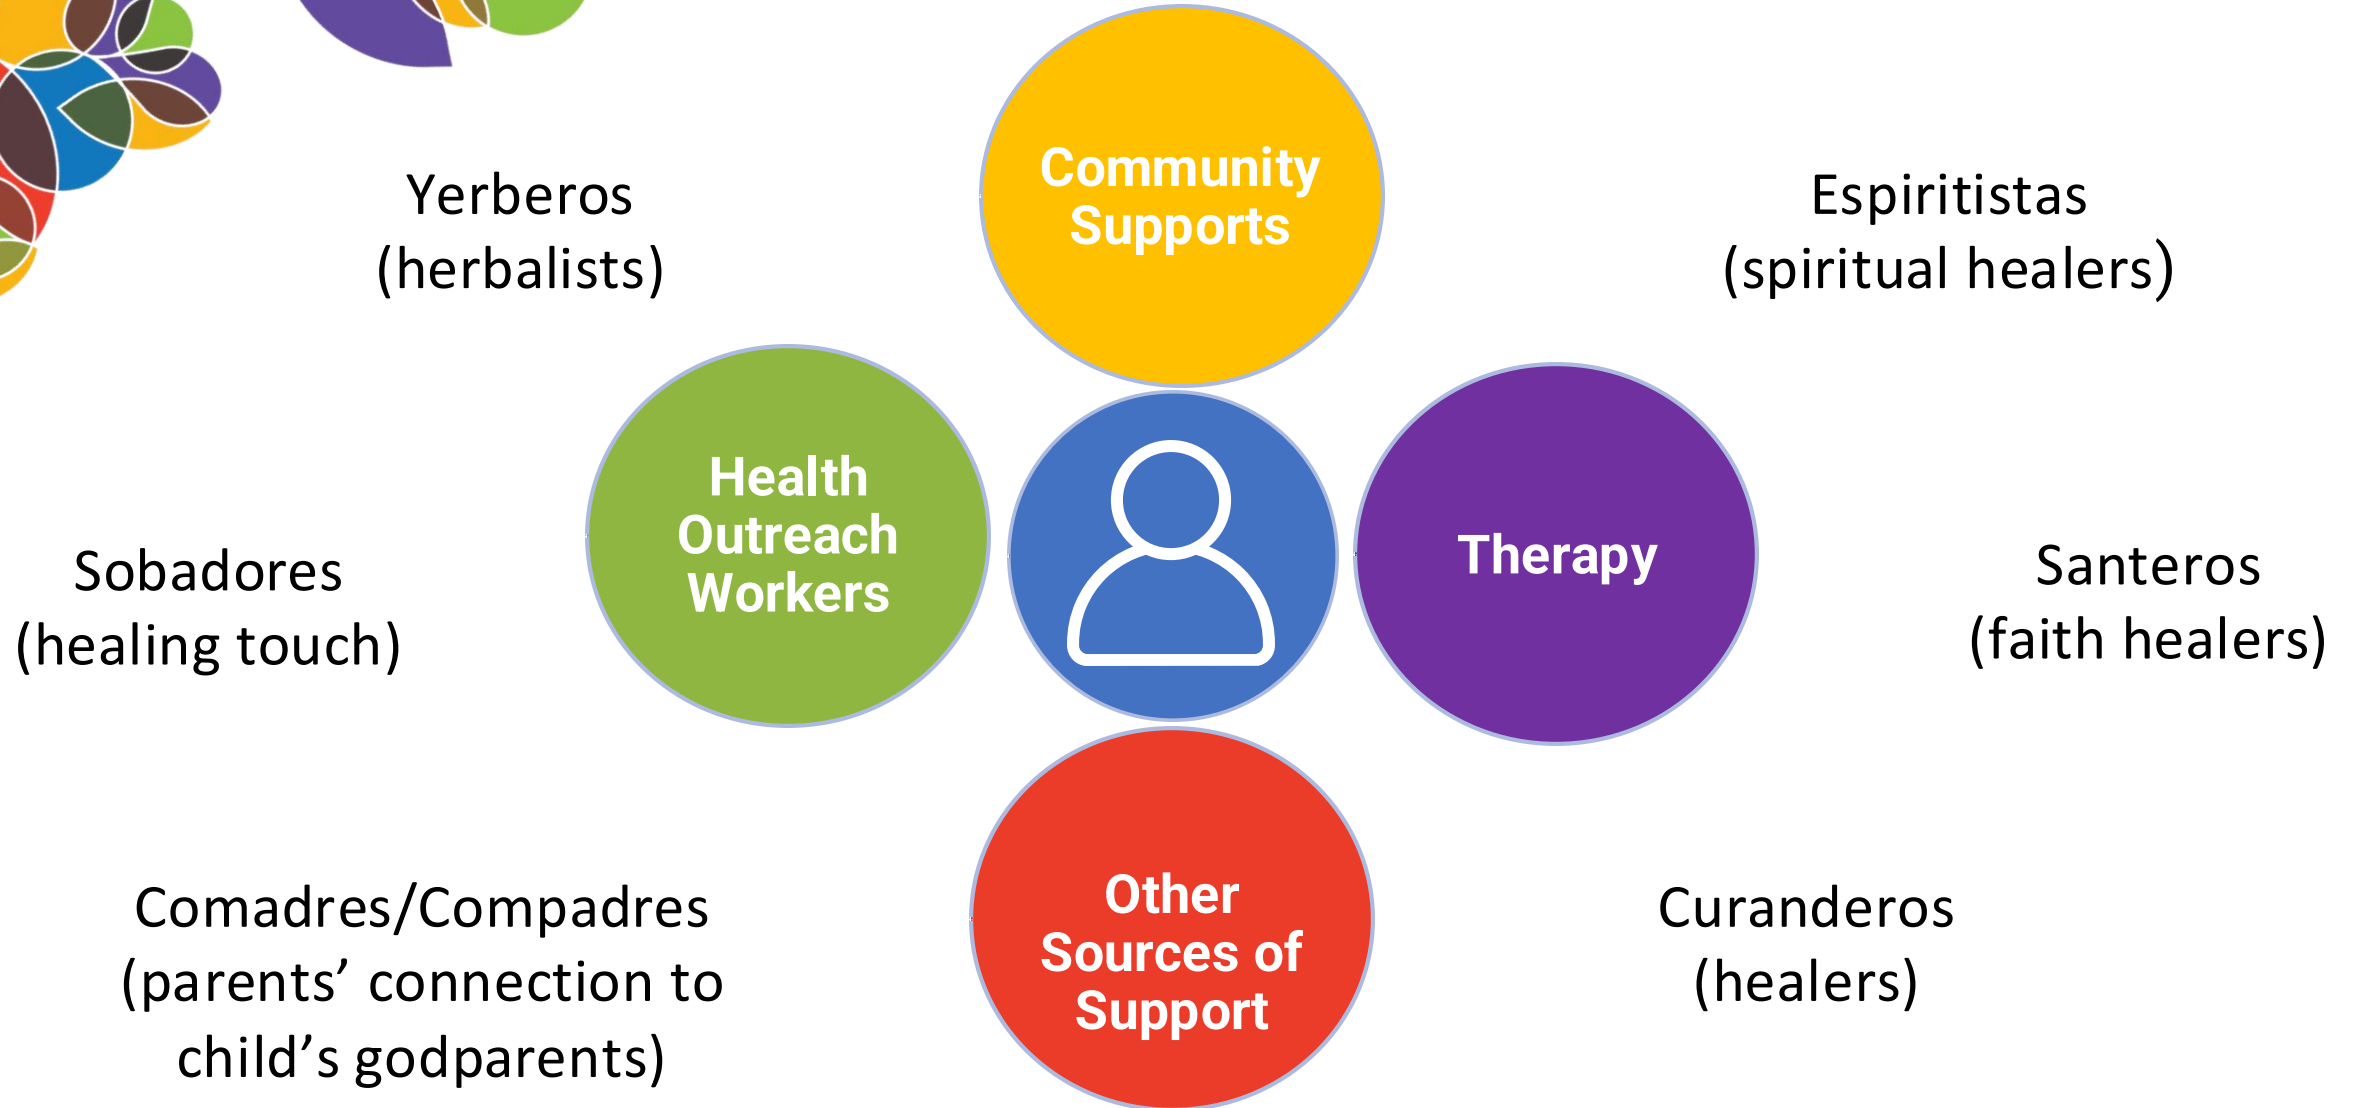 Community
Supports
Yerberos
(herbalists)
Espiritistas
(spiritual healers)
Health
Outreach
Workers
Therapy
Sobadores
(healing touch)
Santeros
(faith healers)
Other
Sources of
Support
Comadres/Compadres
(parents’ connection to
child’s godparents)
Curanderos
(healers)